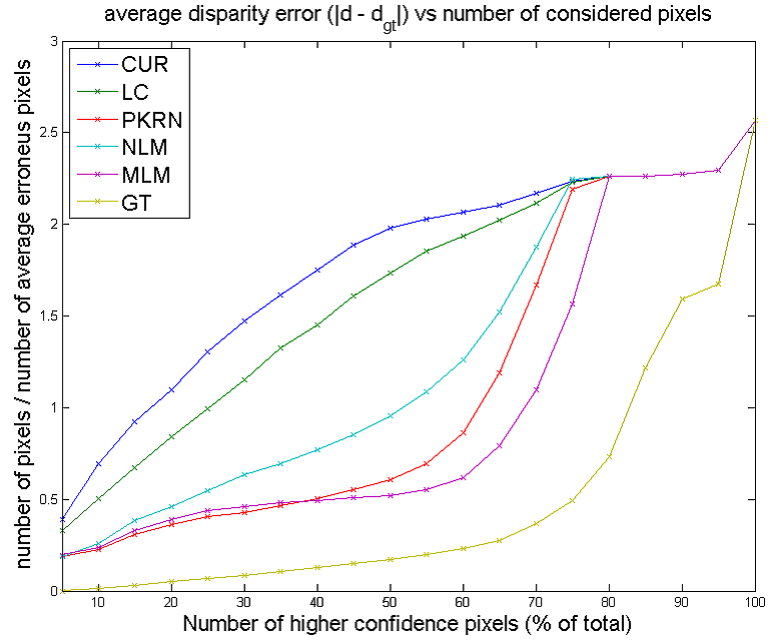 average disparity error (|d - d_gt|) vs number of considered pixels
3
2.5
2
1.5
1
0.5
0
CUR
LC
PKRN
NLM
MLM
GT
number of pixels / number of average erroneus pixels
10 20 30 40 50 60 70 80 90 100
Number of higher confidence pixels (% of total)